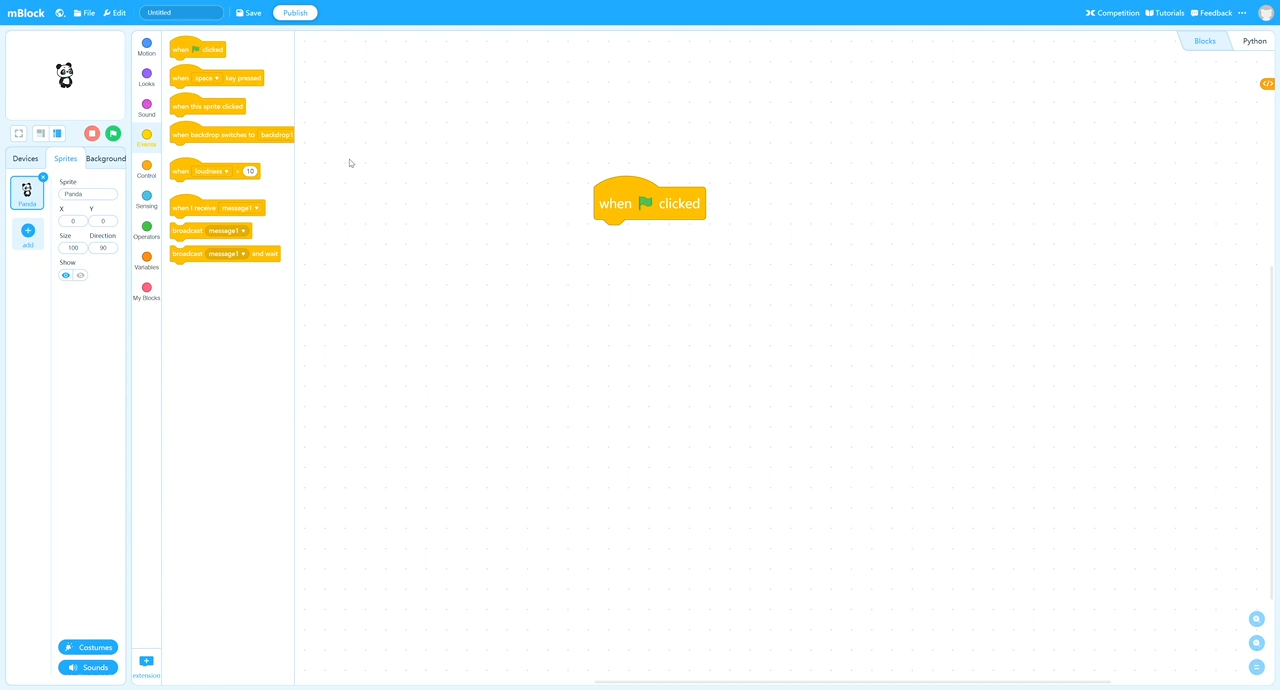 mBlock File Edit Untitled Save Publish Competition Tutorials Feedback
Blocks Python
Motion
Looks
Sound
Events
Control
Sensing
Operators
Variables
My Blocks
extension
when clicked
when space key pressed
when this sprite clicked
when backdrop switches to backdrop1
when loudness > 10
when I receive message1
broadcast message1
broadcast message1 and wait
when clicked
Devices Sprites Background
Panda
add
Sprite
Panda
X Y
0 0
Size Direction
100 90
Show
Costumes
Sounds